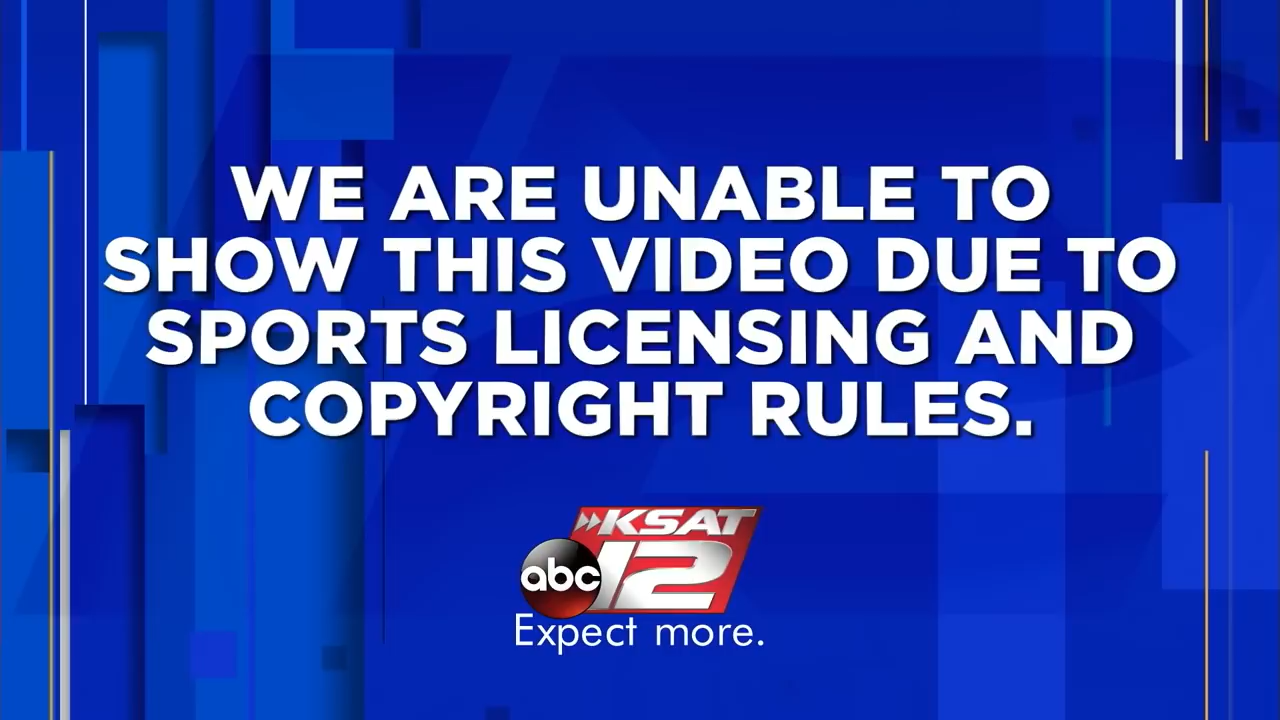 WE ARE UNABLE TO
SHOW THIS VIDEO DUE TO
SPORTS LICENSING AND
COPYRIGHT RULES.
KSAT
abc 12
Expect more.